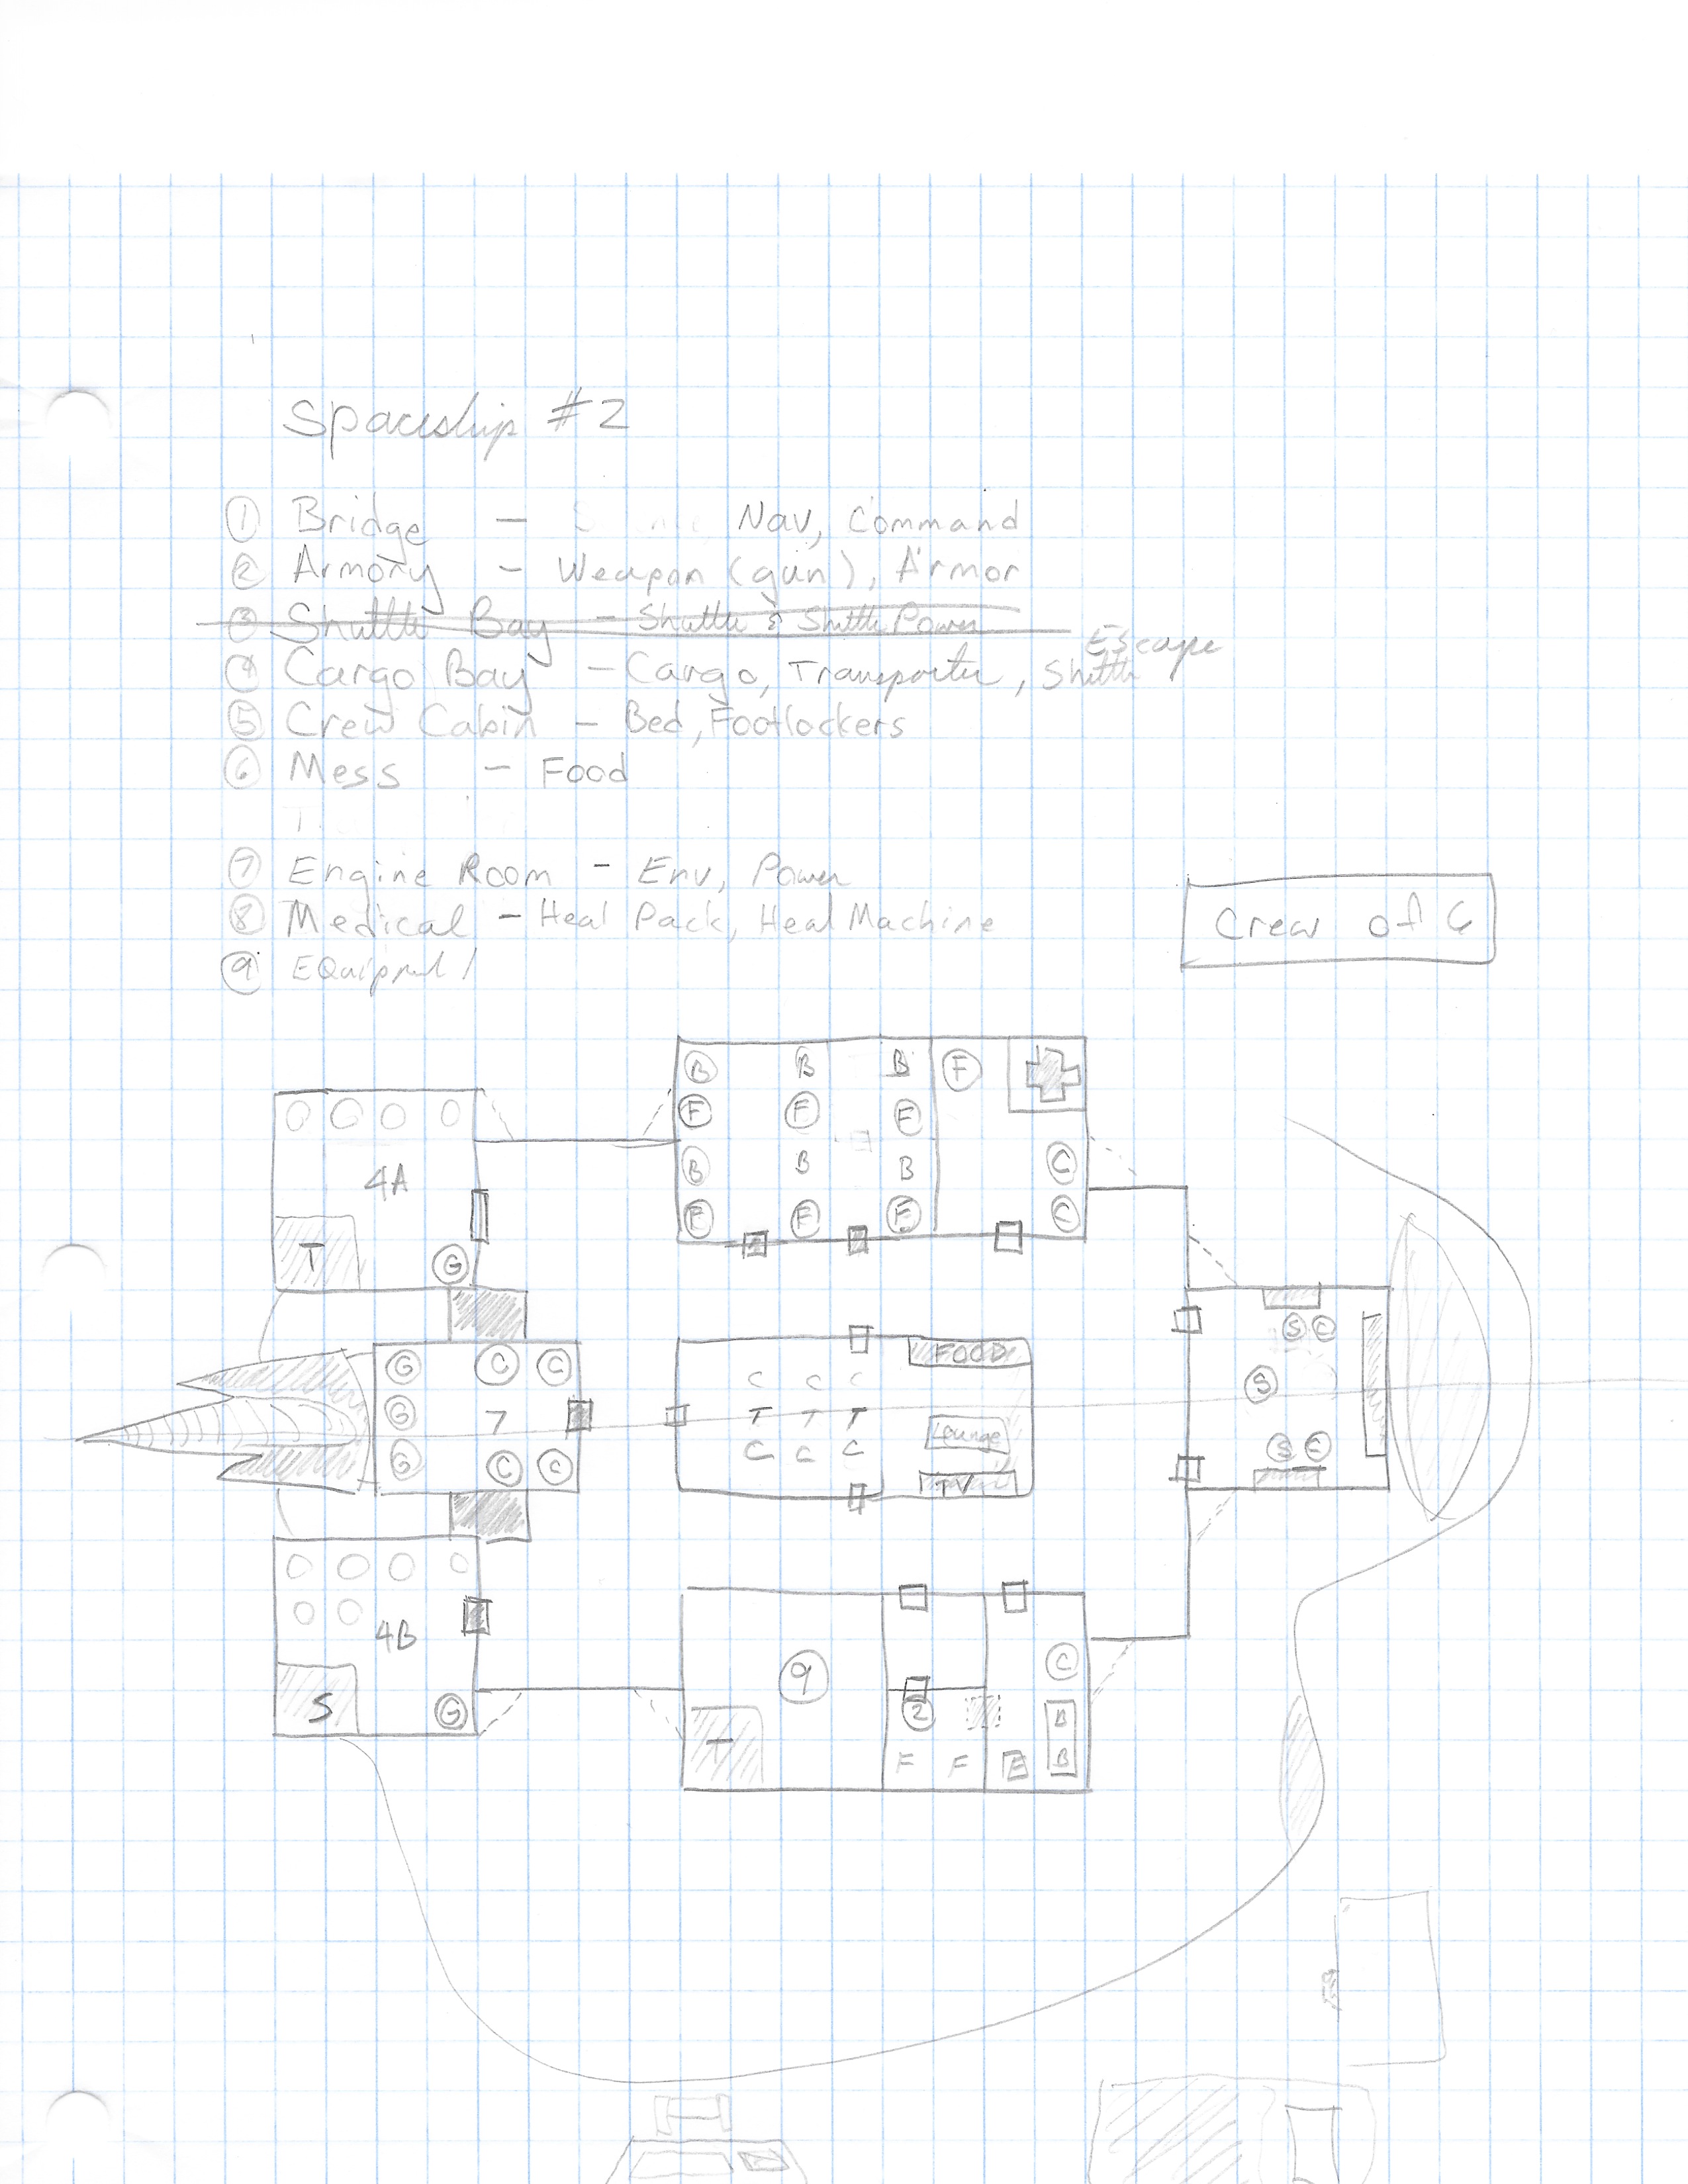 Spaceship #2
① Bridge - Nav, Command
② Armory - Weapon (gun), Armor
③ Shuttle Bay - Shuttle & Shuttle Power
Escape
④ Cargo Bay - Cargo, Transporter, Shuttle
⑤ Crew Cabin - Bed, Footlockers
⑥ Mess - Food
⑦ Engine Room - Env, Power
⑧ Medical - Heal Pack, Heal Machine
Crew of 6
⑨
B B B F
F F F
4A B B B C
F F F C
T G
S C
G C C FOOD
C C C
S
G 7 T T T
C C C Lounge
G C C TV
S C
4B
9 C
S G T 2 B
F F B